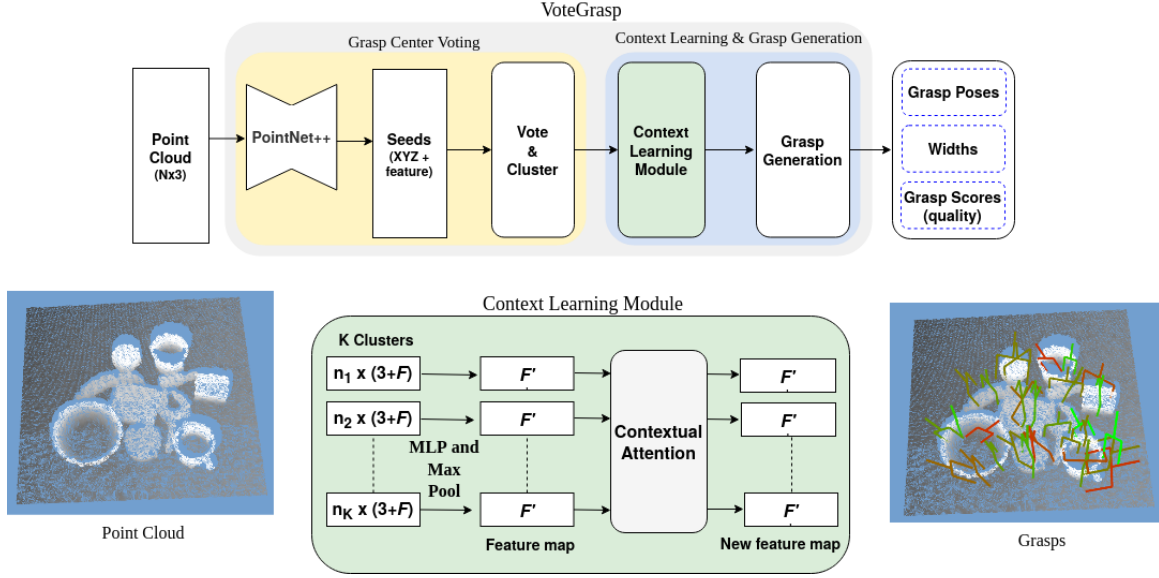 VoteGrasp
Grasp Center Voting
Context Learning & Grasp Generation
Point
Cloud
(Nx3)
PointNet++
Seeds
(XYZ +
feature)
Vote
&
Cluster
Context
Learning
Module
Grasp
Generation
Grasp Poses
Widths
Grasp Scores
(quality)
Point Cloud
Context Learning Module
K Clusters
n1 x (3+F)
F'
F'
n2 x (3+F)
F'
F'
MLP and
Max
Pool
Contextual
Attention
nK x (3+F)
F'
F'
Feature map
New feature map
Grasps